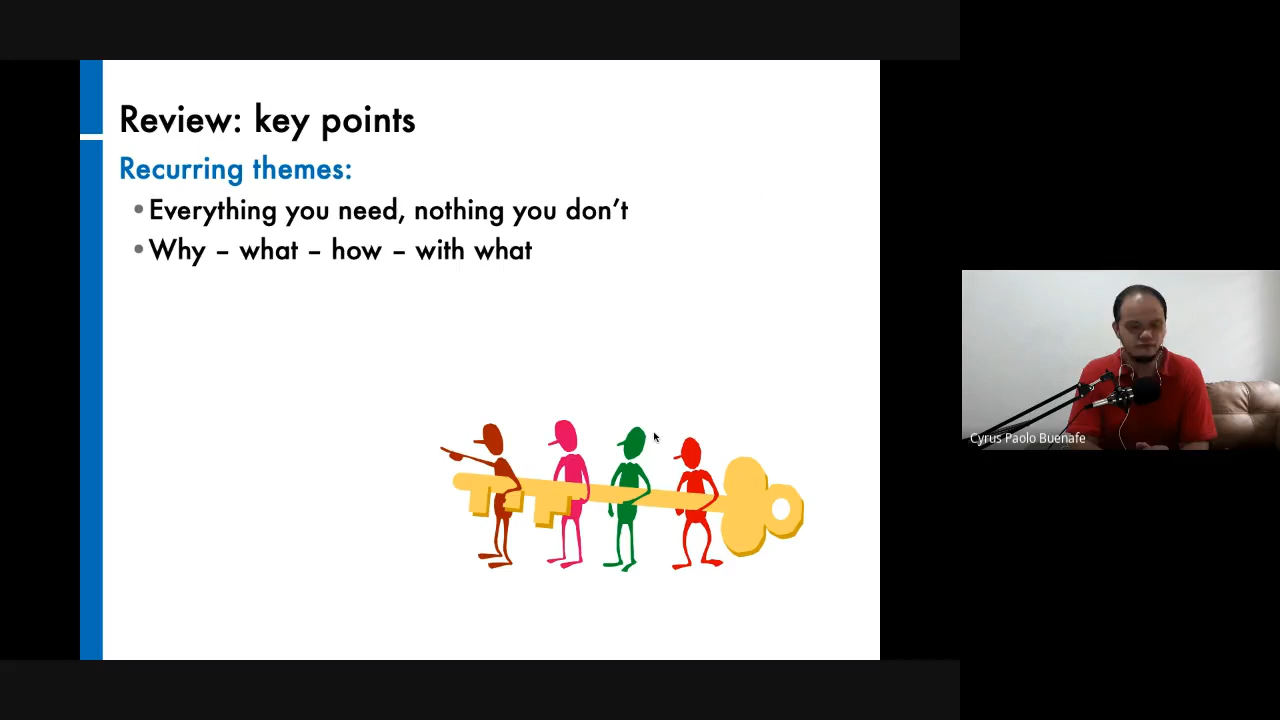 Review: key points
Recurring themes:
•Everything you need, nothing you don’t
•Why – what – how – with what
Cyrus Paolo Buenafe